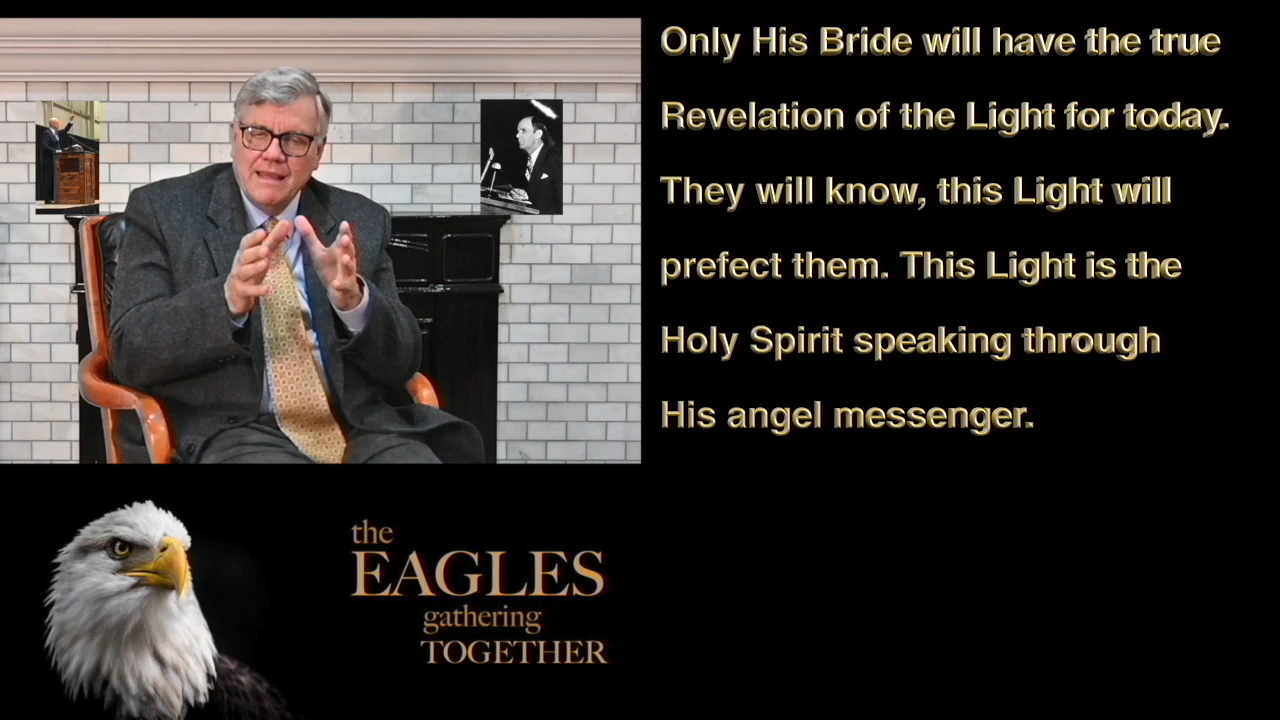 Only His Bride will have the true
Revelation of the Light for today.
They will know, this Light will
prefect them. This Light is the
Holy Spirit speaking through
His angel messenger.
the
EAGLES
gathering
TOGETHER